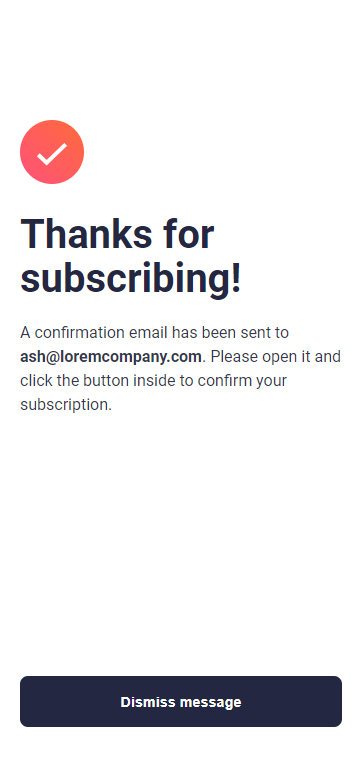 Thanks for
subscribing!
A confirmation email has been sent to
ash@loremcompany.com. Please open it and
click the button inside to confirm your
subscription.
Dismiss message